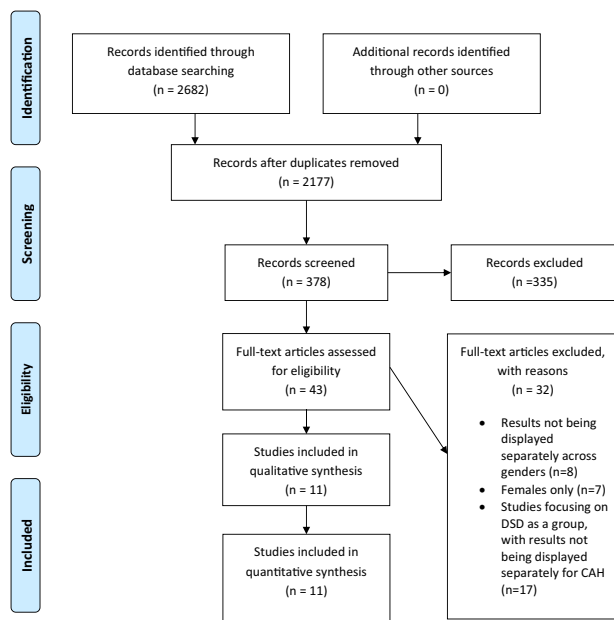 Identification
Records identified through
database searching
(n = 2682)
Additional records identified
through other sources
(n = 0)
Records after duplicates removed
(n = 2177)
Screening
Records screened
(n = 378)
Records excluded
(n =335)
Eligibility
Full-text articles assessed
for eligibility
(n = 43)
Full-text articles excluded,
with reasons
(n = 32)
• Results not being
displayed
separately across
genders (n=8)
• Females only (n=7)
• Studies focusing on
DSD as a group,
with results not
being displayed
separately for CAH
(n=17)
Studies included in
qualitative synthesis
(n = 11)
Included
Studies included in
quantitative synthesis
(n = 11)